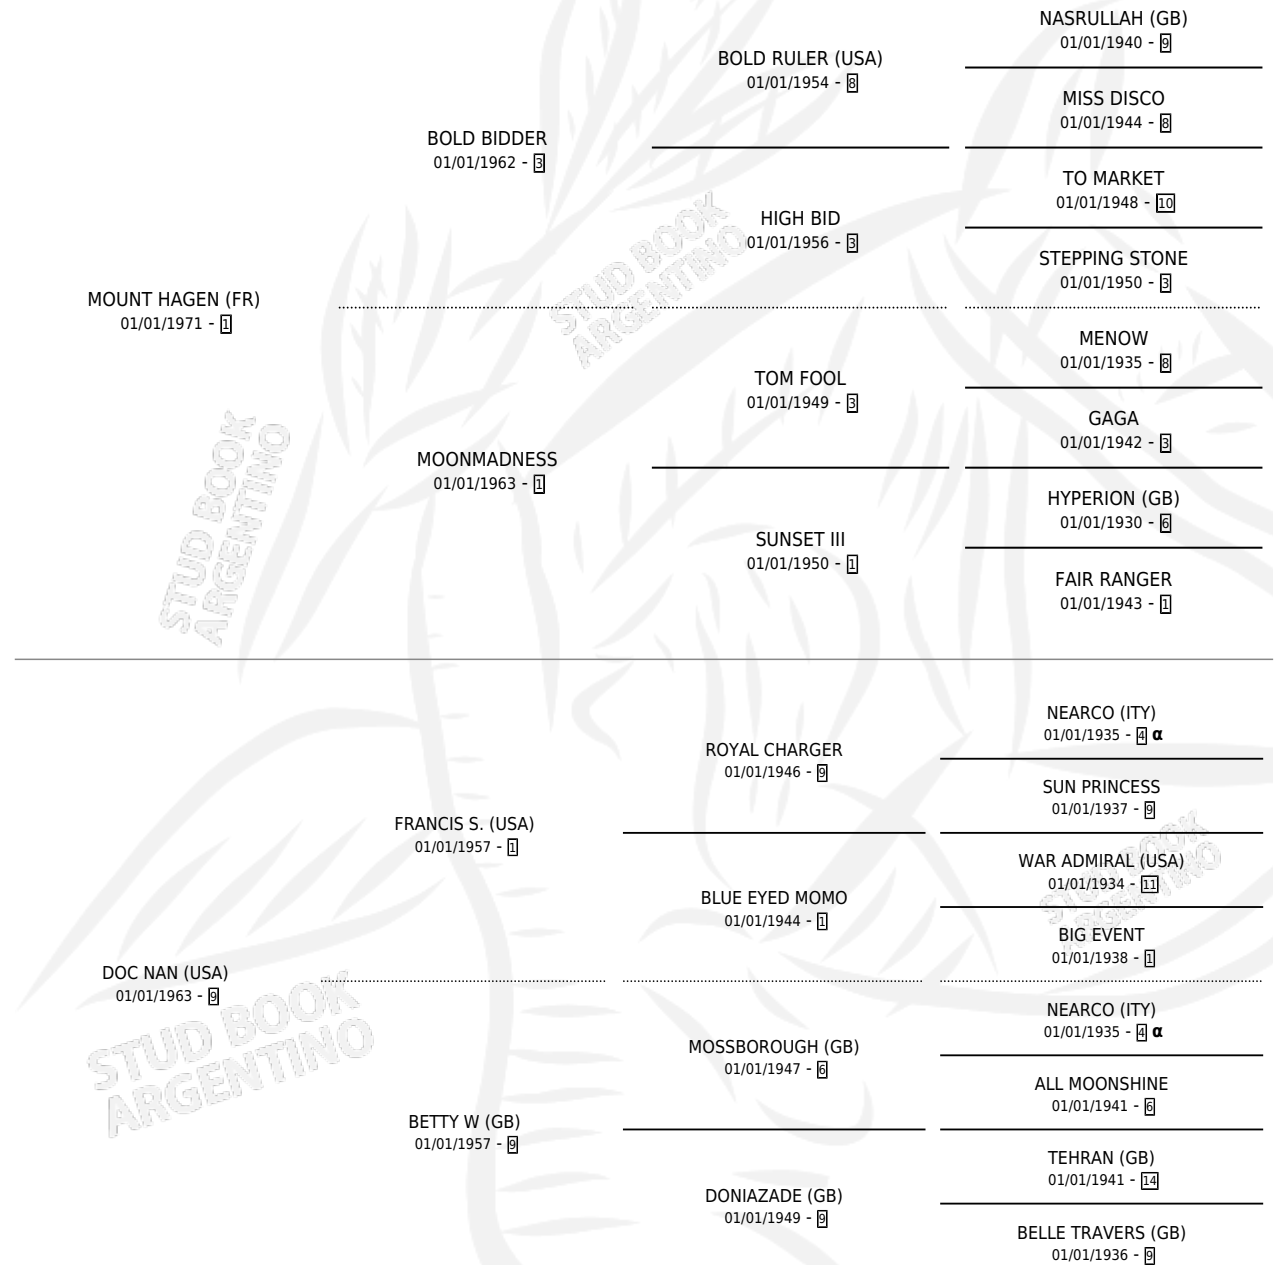 NASRULLAH (GB)
01/01/1940 - 9
BOLD RULER (USA)
01/01/1954 - 8
MISS DISCO
01/01/1944 - 8
BOLD BIDDER
01/01/1962 - 3
TO MARKET
01/01/1948 - 10
HIGH BID
01/01/1956 - 3
STEPPING STONE
01/01/1950 - 3
MOUNT HAGEN (FR)
01/01/1971 - 1
MENOW
01/01/1935 - 8
TOM FOOL
01/01/1949 - 3
GAGA
01/01/1942 - 3
MOONMADNESS
01/01/1963 - 1
HYPERION (GB)
01/01/1930 - 6
SUNSET III
01/01/1950 - 1
FAIR RANGER
01/01/1943 - 1
STUD BOOK
ARGENTINO
STUD BOOK
ARGENTINO
NEARCO (ITY)
01/01/1935 - 4 α
ROYAL CHARGER
01/01/1946 - 9
SUN PRINCESS
01/01/1937 - 9
FRANCIS S. (USA)
01/01/1957 - 1
WAR ADMIRAL (USA)
01/01/1934 - 11
BLUE EYED MOMO
01/01/1944 - 1
BIG EVENT
01/01/1938 - 1
STUD BOOK
ARGENTINO
DOC NAN (USA)
01/01/1963 - 9
NEARCO (ITY)
01/01/1935 - 4 α
MOSSBOROUGH (GB)
01/01/1947 - 6
ALL MOONSHINE
01/01/1941 - 6
BETTY W (GB)
01/01/1957 - 9
TEHRAN (GB)
01/01/1941 - 14
DONIAZADE (GB)
01/01/1949 - 9
BELLE TRAVERS (GB)
01/01/1936 - 9
STUD BOOK
ARGENTINO